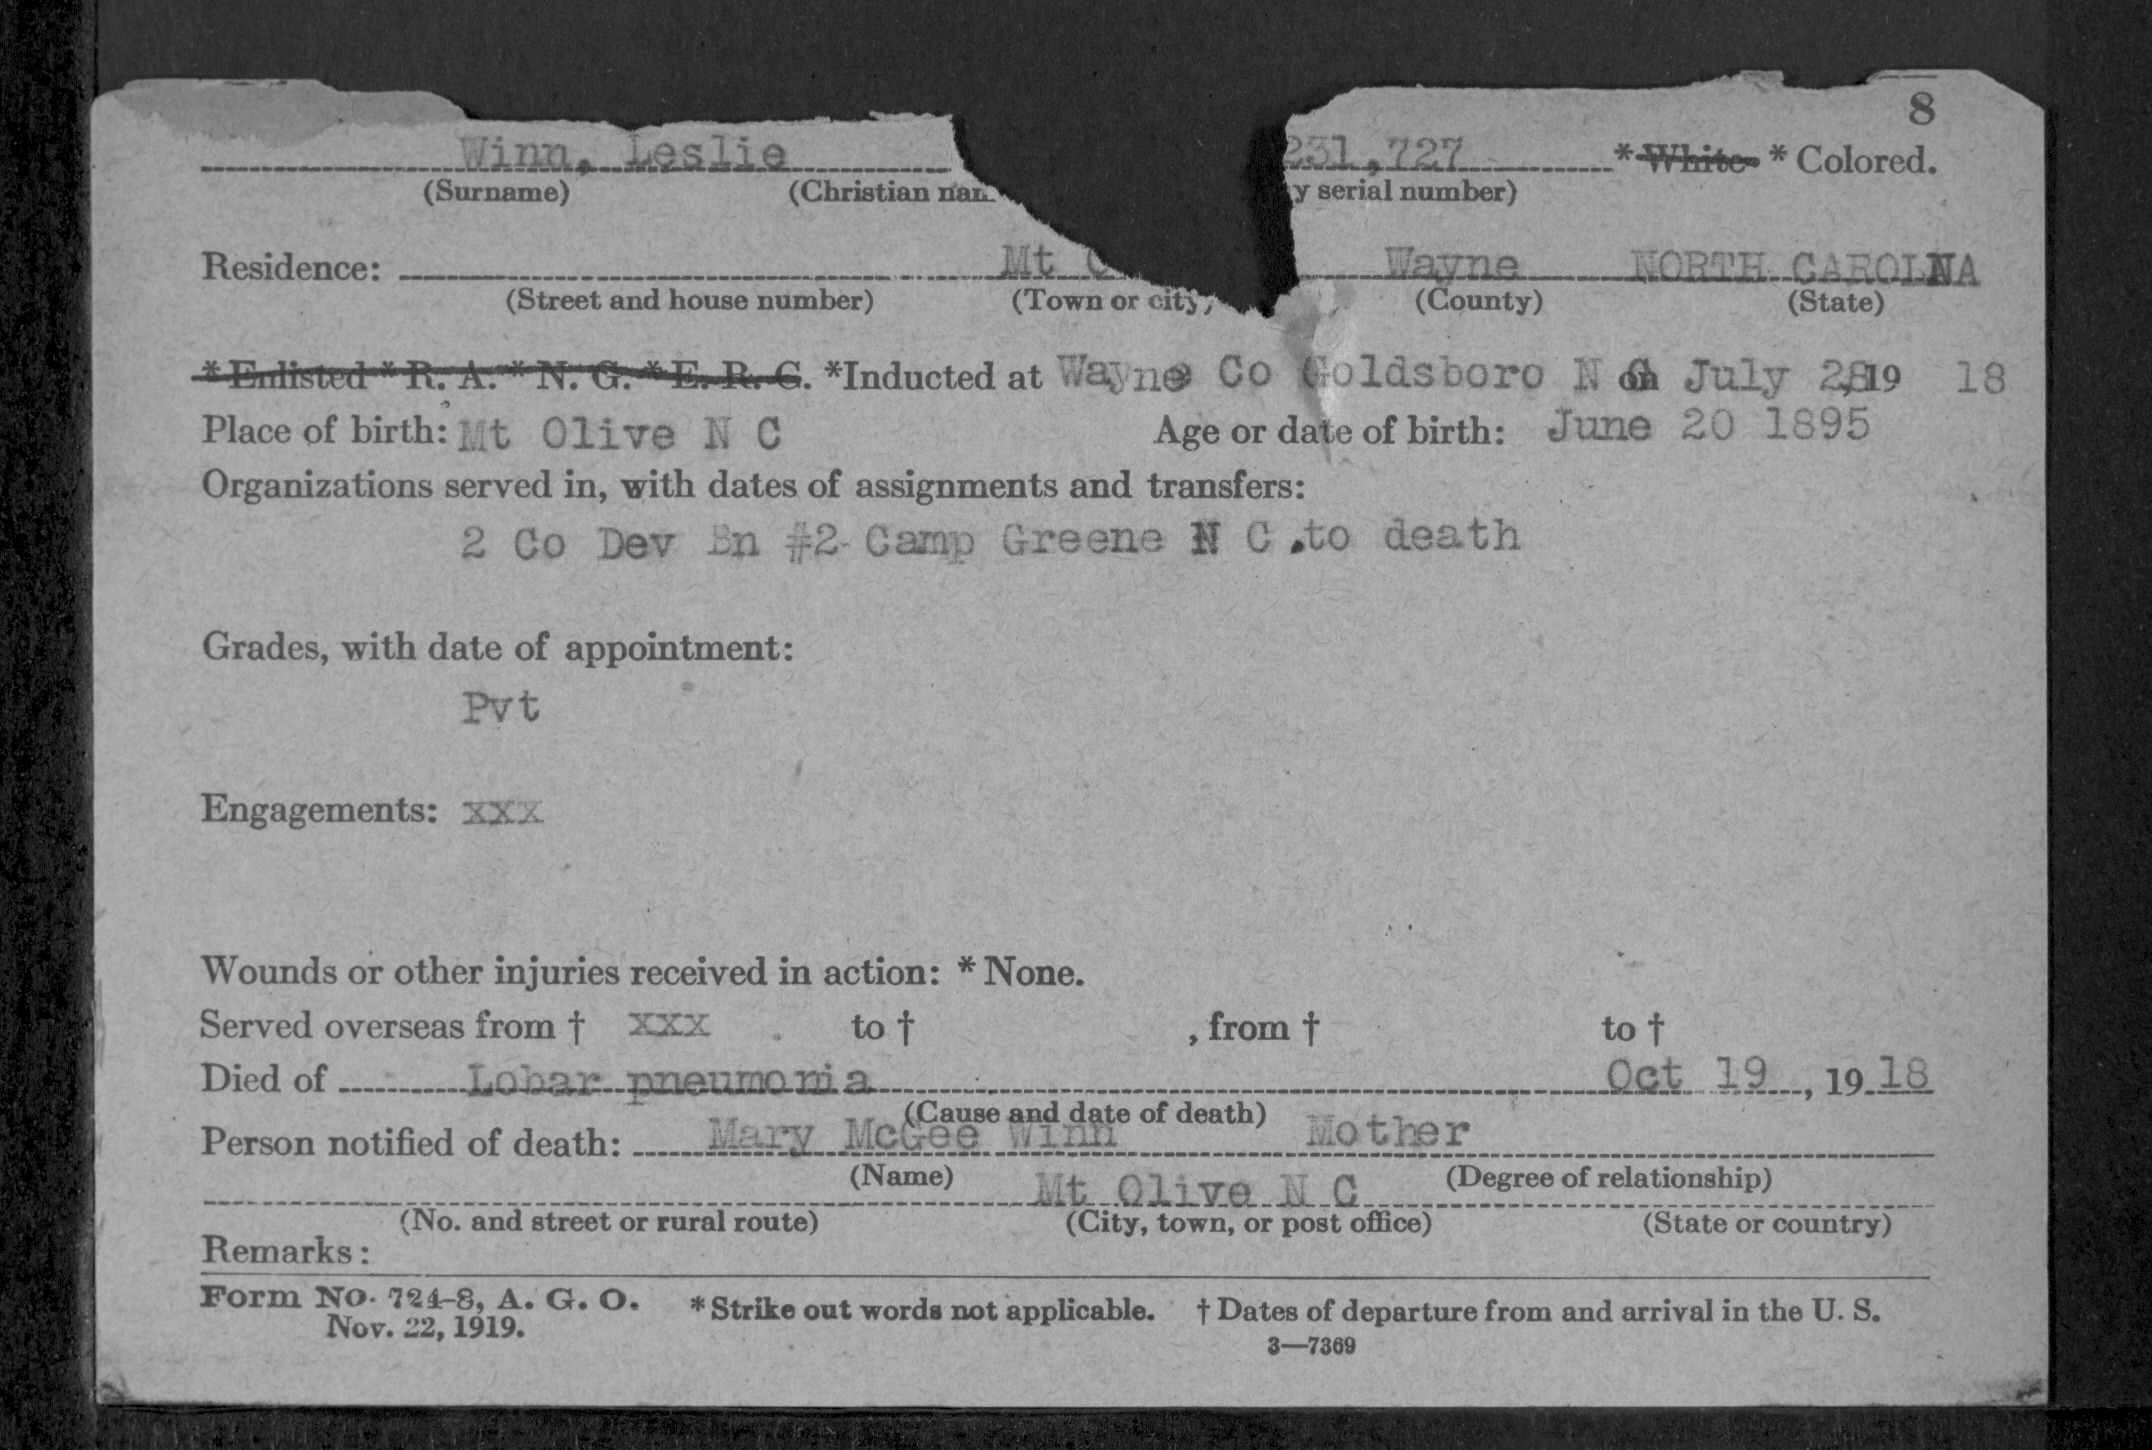 8
Winn, Leslie 231,727 *White *Colored.
(Surname) (Christian serial number)
Residence: Mt Wayne NORTH CAROLINA
(Street and house number) (Town or city) (County) (State)
*Enlisted *R. A. *N. G. *E. R. C. *Inducted at Wayne Co Goldsboro N C on July 28, 19 18
Place of birth: Mt Olive N C Age or date of birth: June 20 1895
Organizations served in, with dates of assignments and transfers:
2 Co Dev Bn #2 Camp Greene N C .to death
Grades, with date of appointment:
Pvt
Engagements: xxx
Wounds or other injuries received in action: * None.
Served overseas from † xxx to † , from † to †
Died of Lobar pneumonia Oct 19, 19 18
(Cause and date of death)
Person notified of death: Mary McGee Winn Mother
(Name) (Degree of relationship)
Mt Olive N C
(No. and street or rural route) (City, town, or post office) (State or country)
Remarks:
Form No. 724-8, A. G. O. *Strike out words not applicable. † Dates of departure from and arrival in the U. S.
Nov. 22, 1919.
3—7369